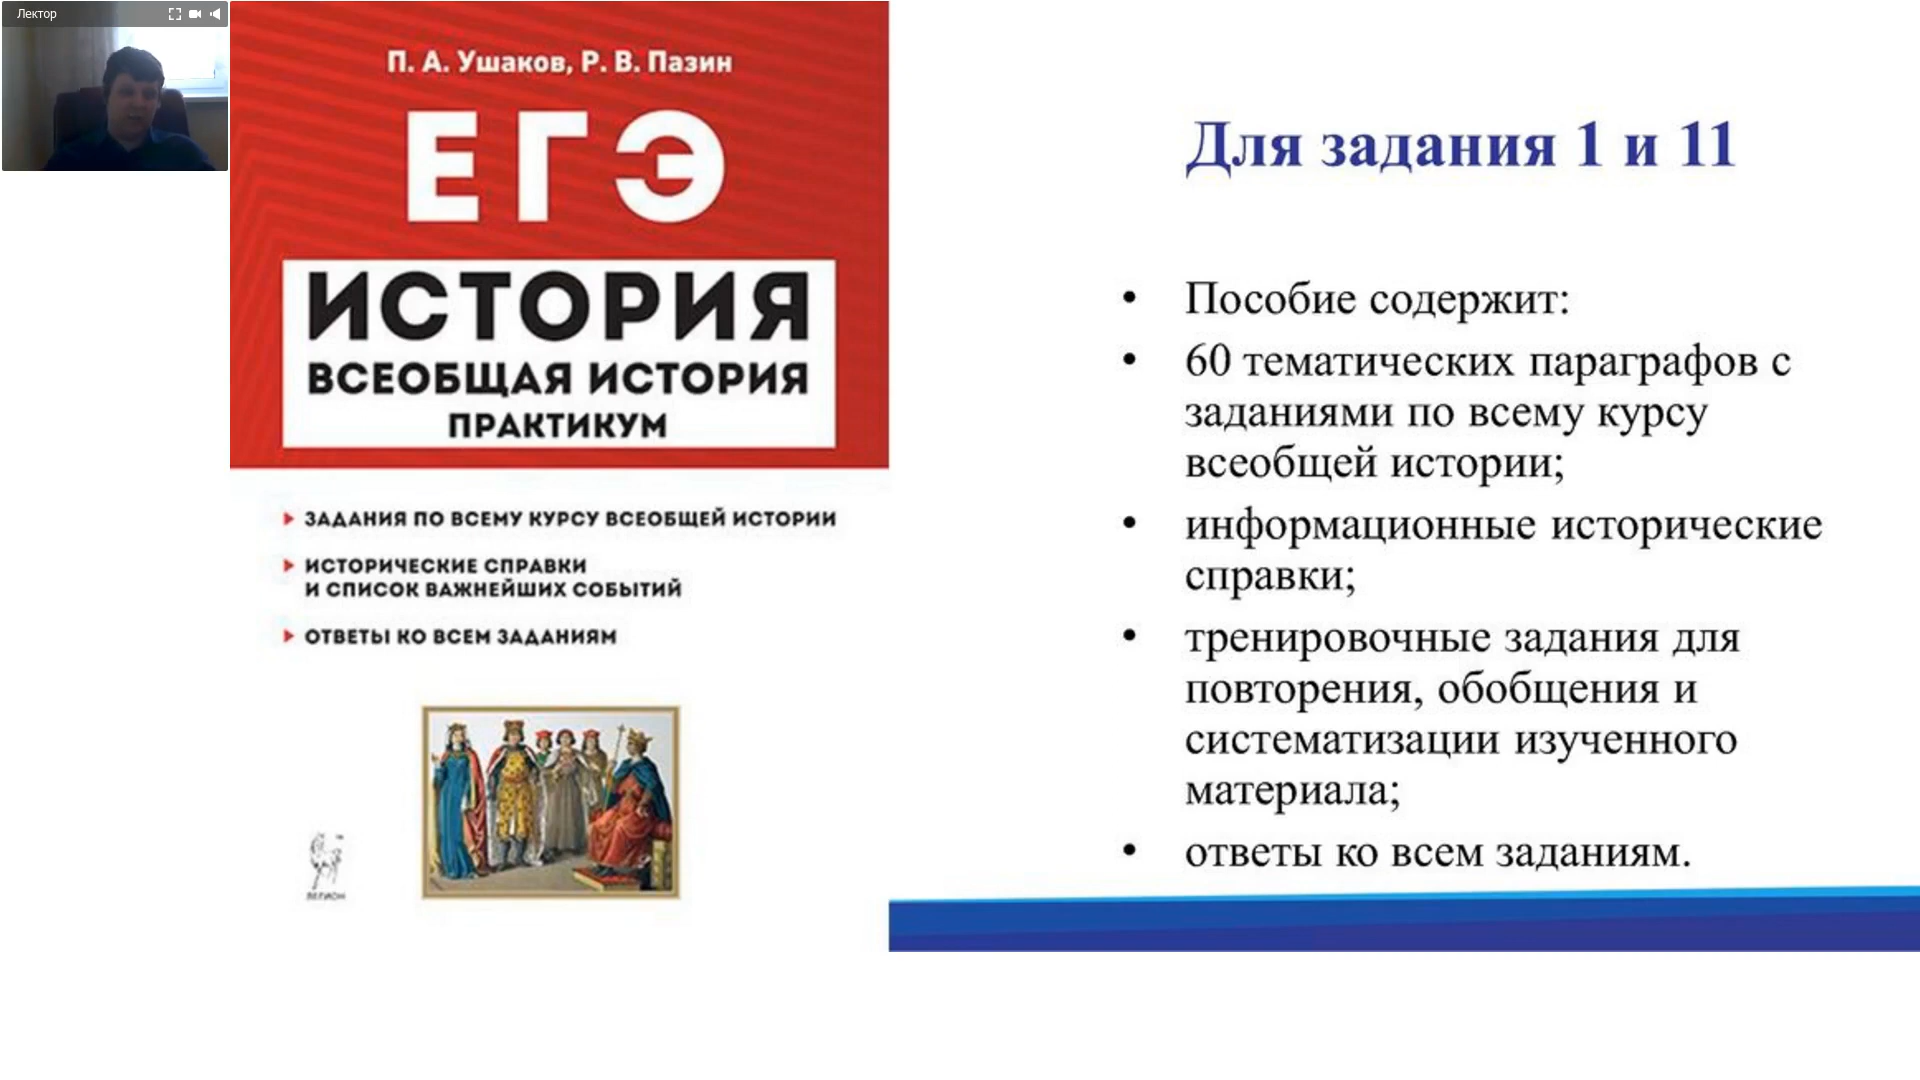 Лектор
П. А. Ушаков, Р. В. Пазин
ЕГЭ
ИСТОРИЯ
ВСЕОБЩАЯ ИСТОРИЯ
ПРАКТИКУМ
ЗАДАНИЯ ПО ВСЕМУ КУРСУ ВСЕОБЩЕЙ ИСТОРИИ
ИСТОРИЧЕСКИЕ СПРАВКИ
И СПИСОК ВАЖНЕЙШИХ СОБЫТИЙ
ОТВЕТЫ КО ВСЕМ ЗАДАНИЯМ
ЛЕГИОН
Для задания 1 и 11
• Пособие содержит:
• 60 тематических параграфов с
заданиями по всему курсу
всеобщей истории;
• информационные исторические
справки;
• тренировочные задания для
повторения, обобщения и
систематизации изученного
материала;
• ответы ко всем заданиям.